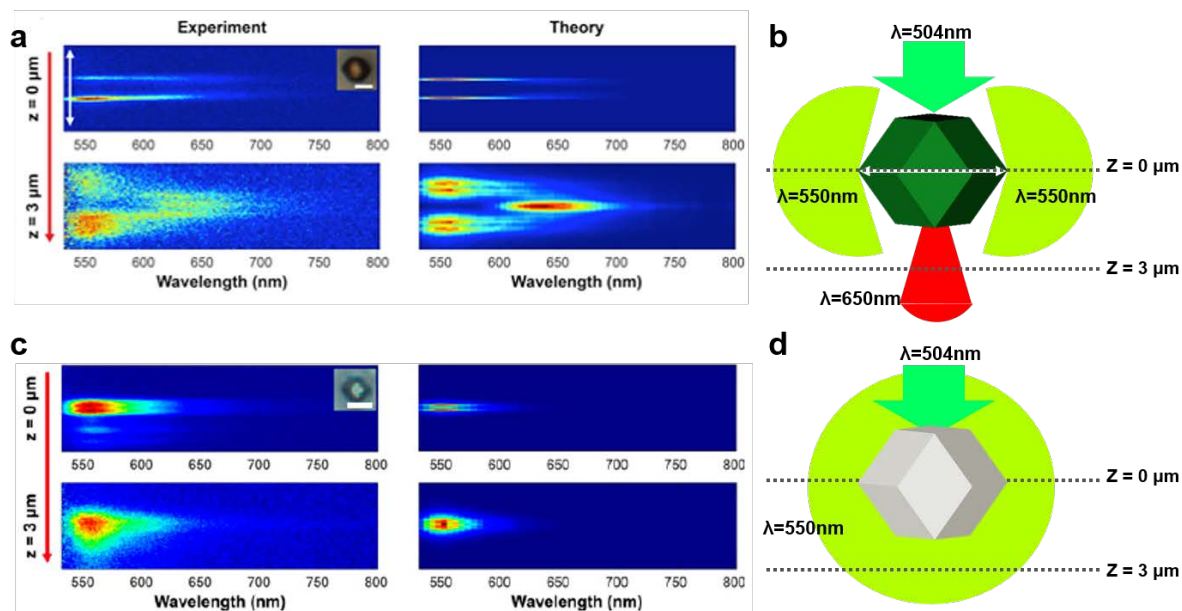 a
Experiment
Theory
z = 0 µm
550 600 650 700 750 800
550 600 650 700 750 800
z = 3 µm
550 600 650 700 750 800
550 600 650 700 750 800
Wavelength (nm)
Wavelength (nm)
b
λ=504nm
Z = 0 µm
λ=550nm
λ=550nm
Z = 3 µm
λ=650nm
c
z = 0 µm
550 600 650 700 750 800
550 600 650 700 750 800
z = 3 µm
550 600 650 700 750 800
550 600 650 700 750 800
Wavelength (nm)
Wavelength (nm)
d
λ=504nm
Z = 0 µm
λ=550nm
Z = 3 µm